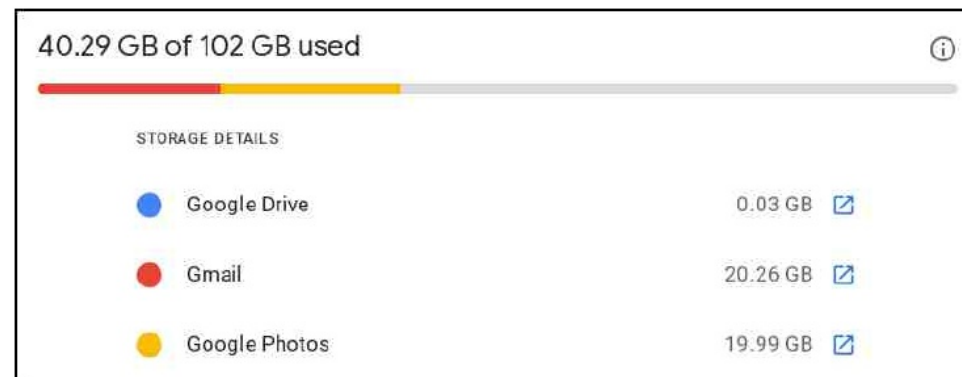 40.29 GB of 102 GB used
STORAGE DETAILS
Google Drive 0.03 GB
Gmail 20.26 GB
Google Photos 19.99 GB